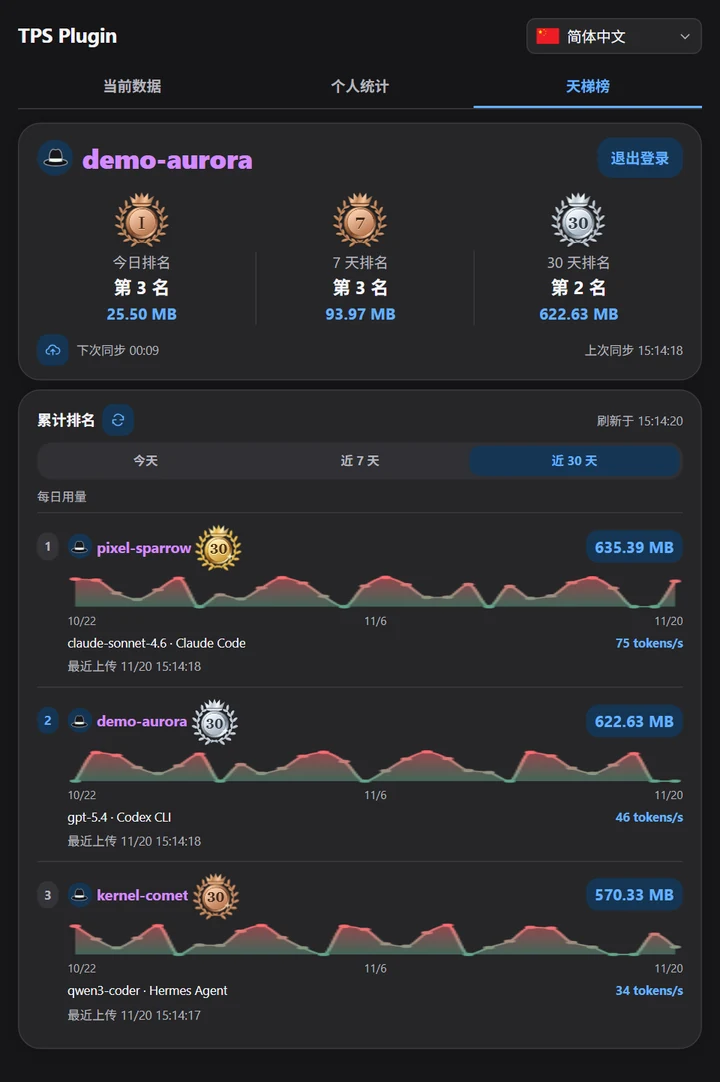 TPS Plugin
简体中文
当前数据 个人统计 天梯榜
demo-aurora
退出登录
I 7 30
今日排名 7 天排名 30 天排名
第 3 名 第 3 名 第 2 名
25.50 MB 93.97 MB 622.63 MB
下次同步 00:09 上次同步 15:14:18
累计排名 刷新于 15:14:20
今天 近 7 天 近 30 天
每日用量
1 pixel-sparrow 30 635.39 MB
10/22 11/6 11/20
claude-sonnet-4.6 · Claude Code 75 tokens/s
最近上传 11/20 15:14:18
2 demo-aurora 30 622.63 MB
10/22 11/6 11/20
gpt-5.4 · Codex CLI 46 tokens/s
最近上传 11/20 15:14:18
3 kernel-comet 30 570.33 MB
10/22 11/6 11/20
qwen3-coder · Hermes Agent 34 tokens/s
最近上传 11/20 15:14:17